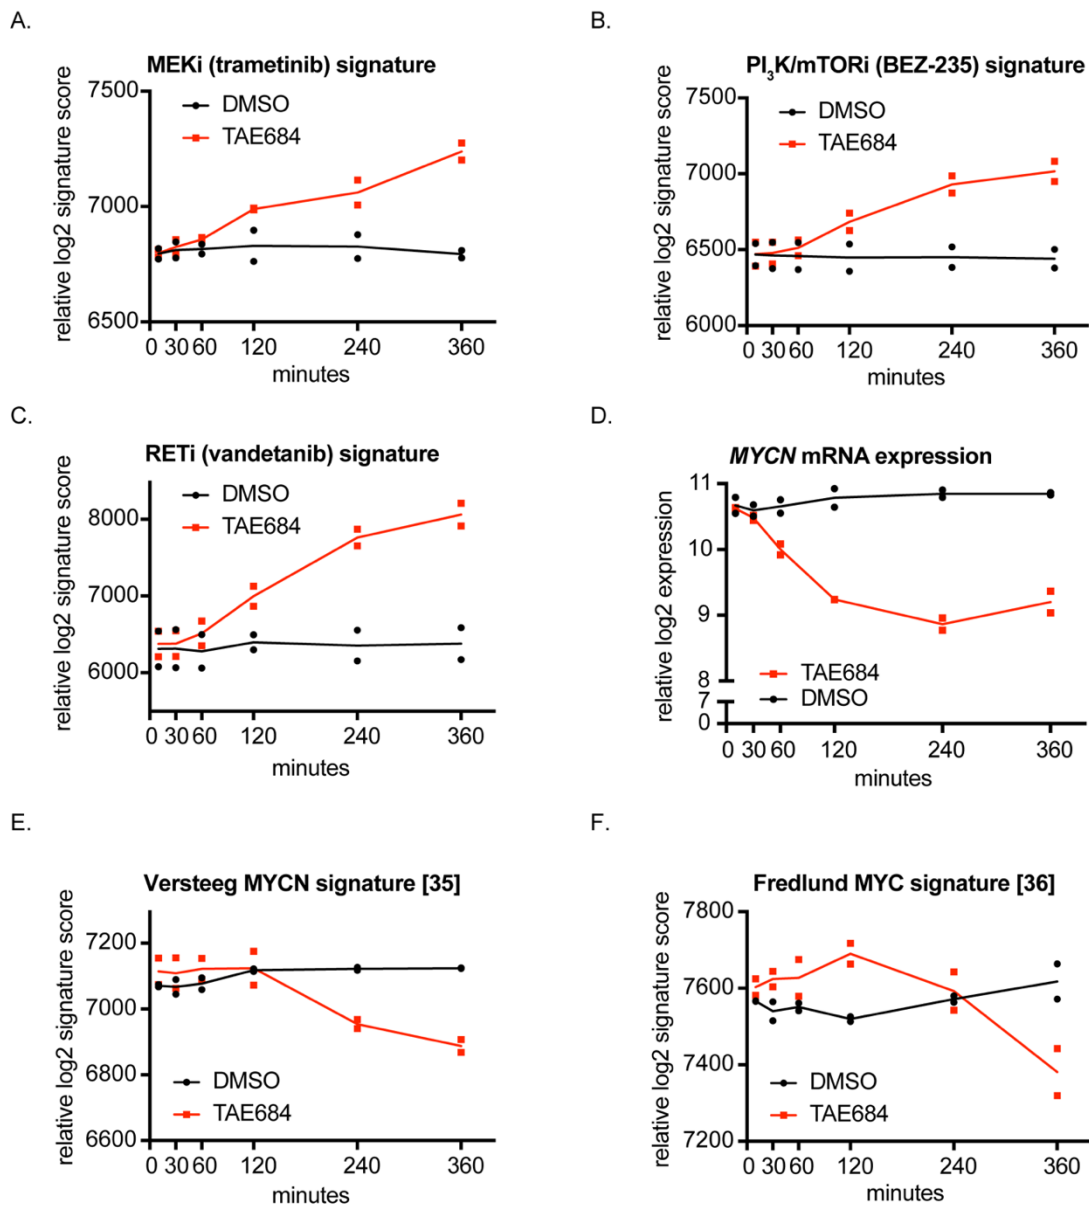 A.
MEKi (trametinib) signature
relative log2 signature score
7500
7000
6500
DMSO
TAE684
0 30 60 120 240 360
minutes
B.
PI3K/mTORi (BEZ-235) signature
relative log2 signature score
7500
7000
6500
6000
DMSO
TAE684
0 30 60 120 240 360
minutes
C.
RETi (vandetanib) signature
relative log2 signature score
8000
7000
6000
DMSO
TAE684
0 30 60 120 240 360
minutes
D.
MYCN mRNA expression
relative log2 expression
11
10
9
8
7
0
TAE684
DMSO
0 30 60 120 240 360
minutes
E.
Versteeg MYCN signature [35]
relative log2 signature score
7200
7000
6800
6600
DMSO
TAE684
0 30 60 120 240 360
minutes
F.
Fredlund MYC signature [36]
relative log2 signature score
7800
7600
7400
7200
DMSO
TAE684
0 30 60 120 240 360
minutes